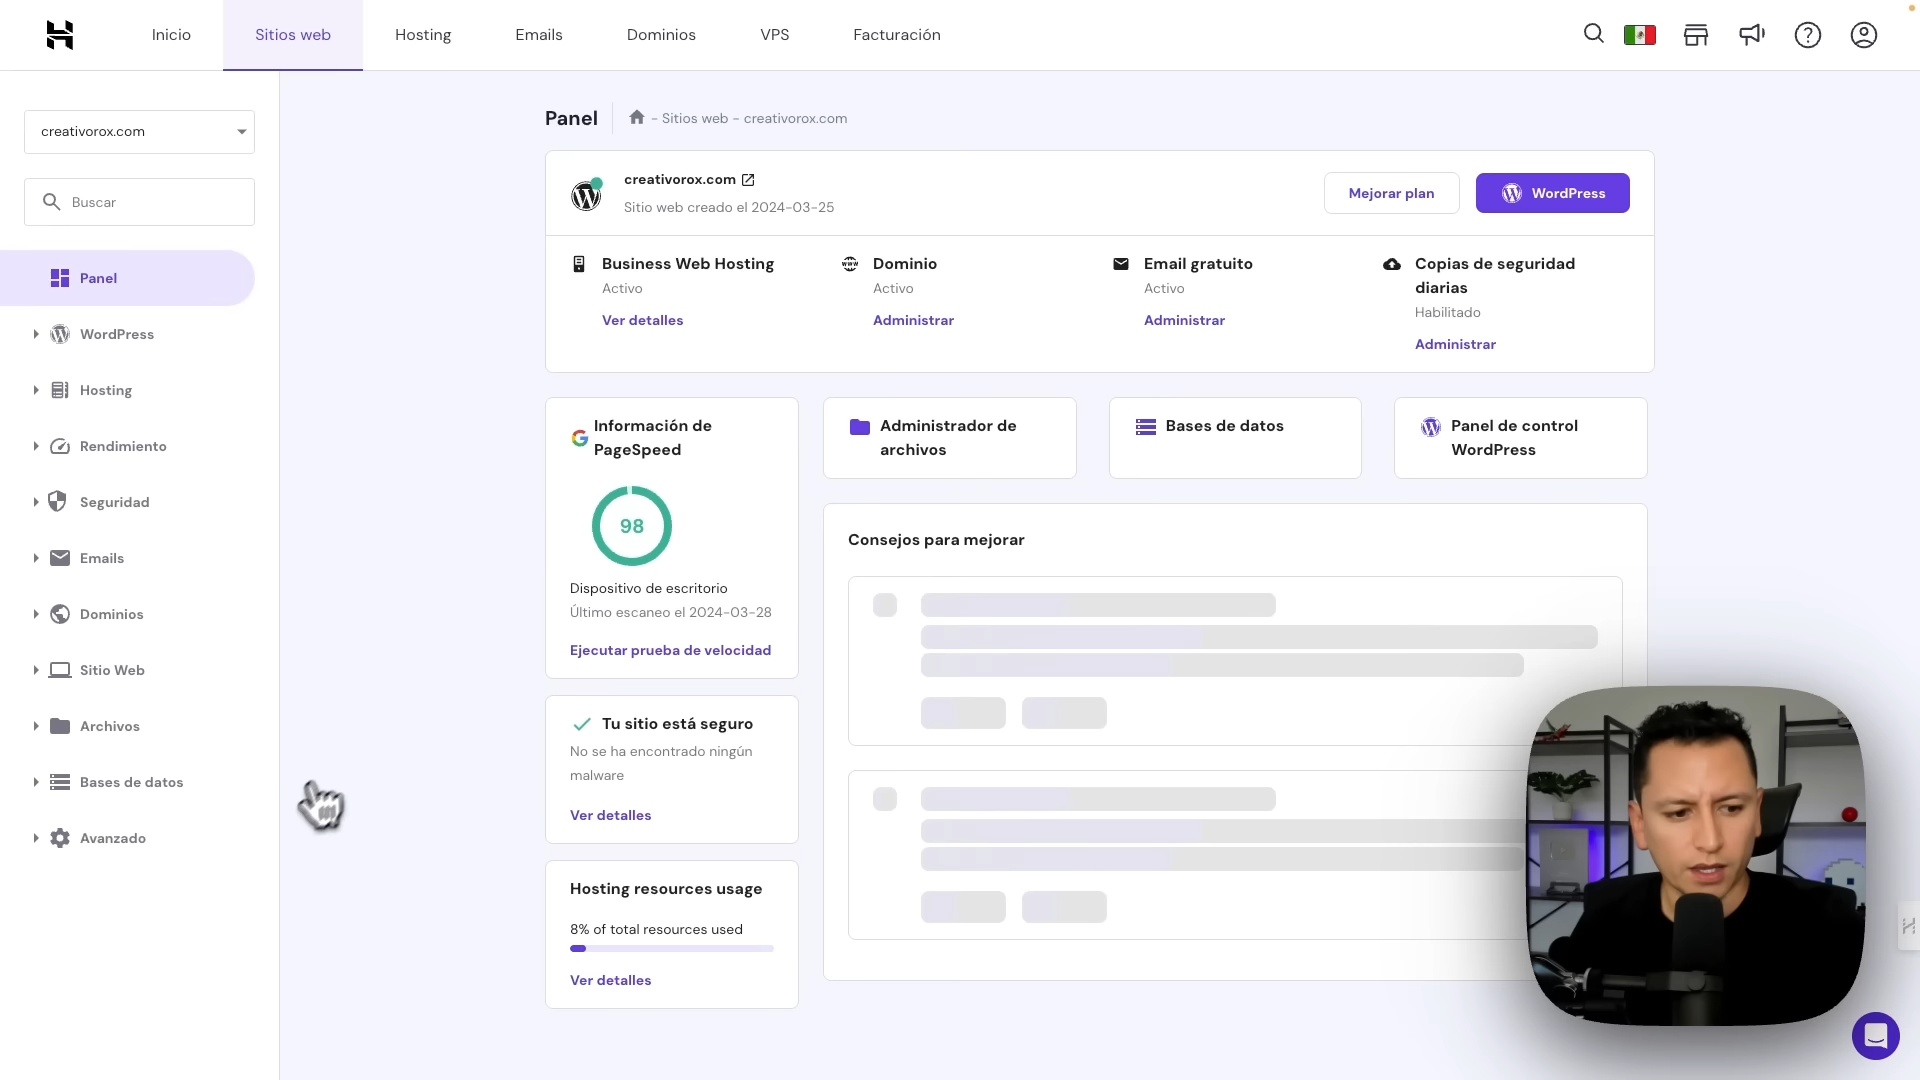 Inicio
Sitios web
Hosting
Emails
Dominios
VPS
Facturación
creativorox.com
Buscar
Panel
WordPress
Hosting
Rendimiento
Seguridad
Emails
Dominios
Sitio Web
Archivos
Bases de datos
Avanzado
Panel
- Sitios web - creativorox.com
creativorox.com
Sitio web creado el 2024-03-25
Mejorar plan
WordPress
Business Web Hosting
Activo
Ver detalles
Dominio
Activo
Administrar
Email gratuito
Activo
Administrar
Copias de seguridad
diarias
Habilitado
Administrar
Información de
PageSpeed
98
Dispositivo de escritorio
Último escaneo el 2024-03-28
Ejecutar prueba de velocidad
Administrador de
archivos
Bases de datos
Panel de control
WordPress
Consejos para mejorar
Tu sitio está seguro
No se ha encontrado ningún
malware
Ver detalles
Hosting resources usage
8% of total resources used
Ver detalles